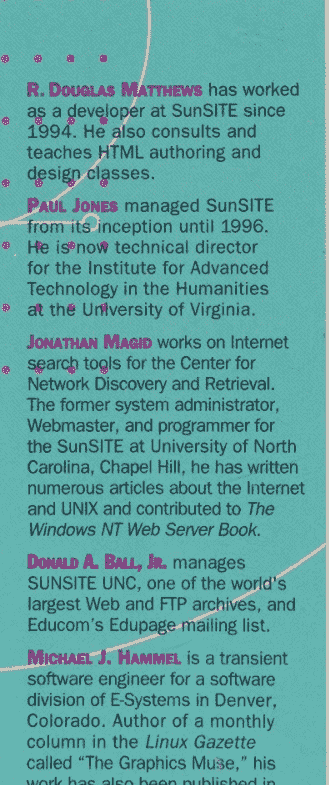 R. DOUGLAS MATTHEWS has worked
as a developer at SunSITE since
1994. He also consults and
teaches HTML authoring and
design classes.
PAUL JONES managed SunSITE
from its inception until 1996.
He is now technical director
for the Institute for Advanced
Technology in the Humanities
at the University of Virginia.
JONATHAN MAGID works on Internet
search tools for the Center for
Network Discovery and Retrieval.
The former system administrator,
Webmaster, and programmer for
the SunSITE at University of North
Carolina, Chapel Hill, he has written
numerous articles about the Internet
and UNIX and contributed to The
Windows NT Web Server Book.
DONALD A. BALL, JR. manages
SUNSITE UNC, one of the world's
largest Web and FTP archives, and
Educom's Edupage mailing list.
MICHAEL J. HAMMEL is a transient
software engineer for a software
division of E-Systems in Denver,
Colorado. Author of a monthly
column in the Linux Gazette
called "The Graphics Muse," his
work has also been published in